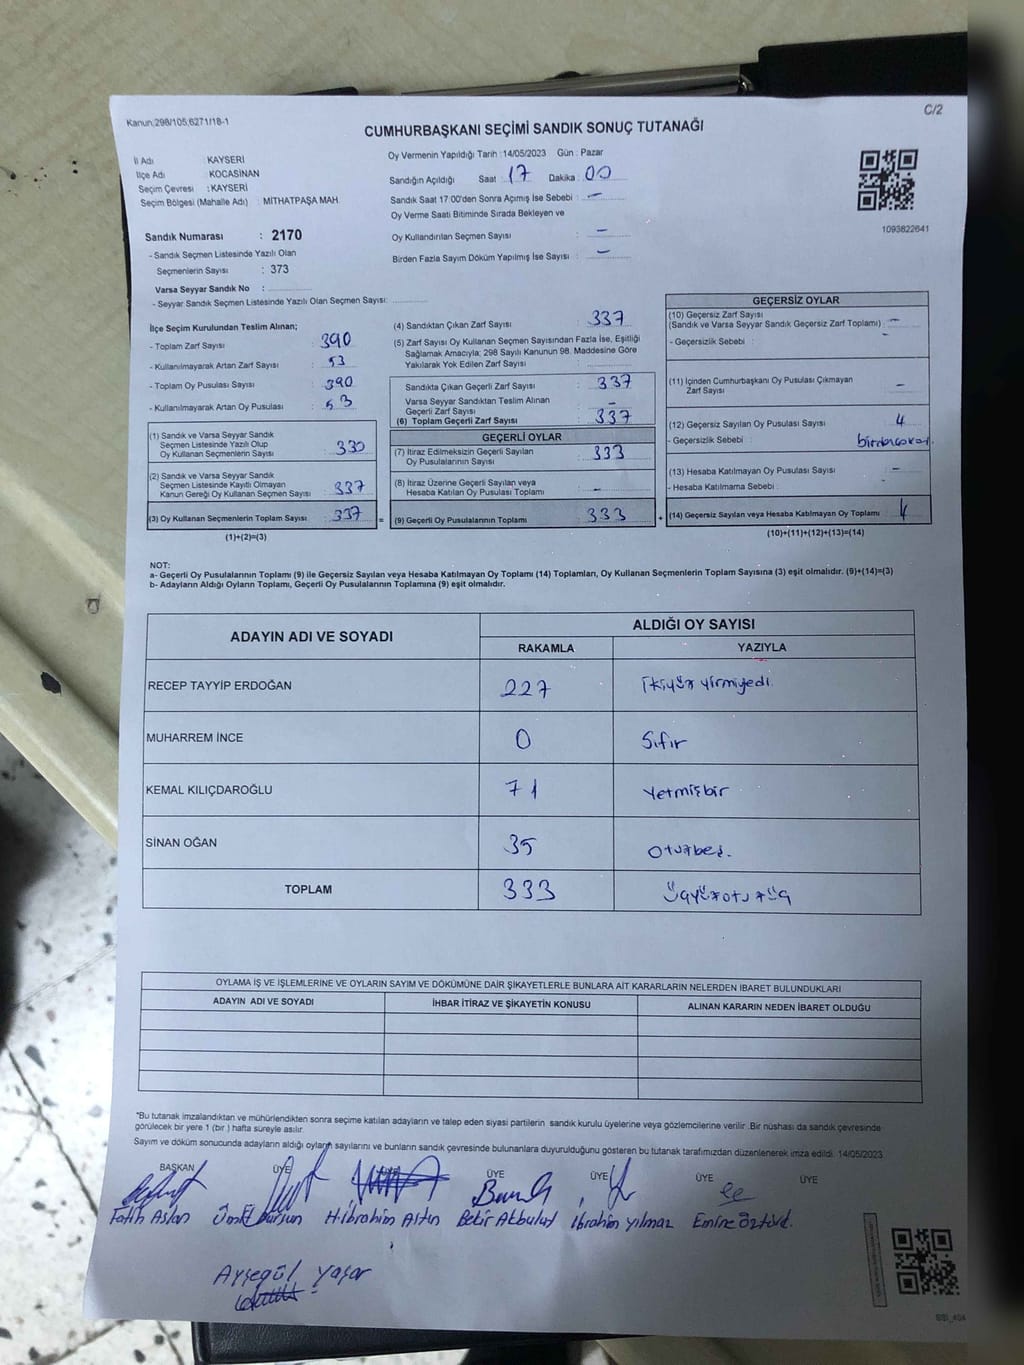 C/2
Kanun;298/105,6271/18-1
CUMHURBAŞKANI SEÇİMİ SANDIK SONUÇ TUTANAĞI
İl Adı : KAYSERİ
İlçe Adı : KOCASİNAN
Seçim Çevresi : KAYSERİ
Seçim Bölgesi (Mahalle Adı) : MİTHATPAŞA MAH.
Sandık Numarası : 2170
- Sandık Seçmen Listesinde Yazılı Olan
Seçmenlerin Sayısı : 373
Varsa Seyyar Sandık No :
- Seyyar Sandık Seçmen Listesinde Yazılı Olan Seçmen Sayısı:
Oy Vermenin Yapıldığı Tarih : 14/05/2023 Gün : Pazar
Sandığın Açıldığı Saat : 17 Dakika : 00
Sandık Saat 17:00'den Sonra Açımış İse Sebebi : —
Oy Verme Saati Bitiminde Sırada Bekleyen ve
Oy Kullandırılan Seçmen Sayısı : —
Birden Fazla Sayım Döküm Yapılmış İse Sayısı : —
1093822641
İlçe Seçim Kurulundan Teslim Alınan;
- Toplam Zarf Sayısı : 390
- Kullanılmayarak Artan Zarf Sayısı : 53
- Toplam Oy Pusulası Sayısı : 390
- Kullanılmayarak Artan Oy Pusulası : 53
(1) Sandık ve Varsa Seyyar Sandık
Seçmen Listesinde Yazılı Olup
Oy Kullanan Seçmenlerin Sayısı : 330
(2) Sandık ve Varsa Seyyar Sandık
Seçmen Listesinde Kayıtlı Olmayan
Kanun Gereği Oy Kullanan Seçmen Sayısı : 337
(3) Oy Kullanan Seçmenlerin Toplam Sayısı : 337
(1)+(2)=(3)
(4) Sandıktan Çıkan Zarf Sayısı : 337
(5) Zarf Sayısı Oy Kullanan Seçmen Sayısından Fazla İse, Eşitliği
Sağlamak Amacıyla; 298 Sayılı Kanunun 98. Maddesine Göre
Yakılarak Yok Edilen Zarf Sayısı :
Sandıkta Çıkan Geçerli Zarf Sayısı : 337
Varsa Seyyar Sandıktan Teslim Alınan
Geçerli Zarf Sayısı : —
(6) Toplam Geçerli Zarf Sayısı : 337
GEÇERLİ OYLAR
(7) İtiraz Edilmeksizin Geçerli Sayılan
Oy Pusulalarının Sayısı : 333
(8) İtiraz Üzerine Geçerli Sayılan veya
Hesaba Katılan Oy Pusulası Toplamı : —
= (9) Geçerli Oy Pusulalarının Toplamı : 333
GEÇERSİZ OYLAR
(10) Geçersiz Zarf Sayısı
(Sandık ve Varsa Seyyar Sandık Geçersiz Zarf Toplamı) : —
- Geçersizlik Sebebi : -
(11) İçinden Cumhurbaşkanı Oy Pusulası Çıkmayan
Zarf Sayısı : —
(12) Geçersiz Sayılan Oy Pusulası Sayısı : 4
- Geçersizlik Sebebi :
(13) Hesaba Katılmayan Oy Pusulası Sayısı : —
- Hesaba Katılmama Sebebi : -
+ (14) Geçersiz Sayılan veya Hesaba Katılmayan Oy Toplamı : 4
(10)+(11)+(12)+(13)=(14)
NOT:
a- Geçerli Oy Pusulalarının Toplamı (9) ile Geçersiz Sayılan veya Hesaba Katılmayan Oy Toplamı (14) Toplamları, Oy Kullanan Seçmenlerin Toplam Sayısına (3) eşit olmalıdır. (9)+(14)=(3)
b- Adayların Aldığı Oyların Toplamı, Geçerli Oy Pusulalarının Toplamına (9) eşit olmalıdır.
ADAYIN ADI VE SOYADI
ALDIĞI OY SAYISI
RAKAMLA YAZIYLA
RECEP TAYYİP ERDOĞAN 227 İkiyüz yirmiyedi
MUHARREM İNCE 0 Sıfır
KEMAL KILIÇDAROĞLU 71 Yetmişbir
SİNAN OĞAN 35 Otuzbeş.
TOPLAM 333 üçyüzotuzüç
OYLAMA İŞ VE İŞLEMLERİNE VE OYLARIN SAYIM VE DÖKÜMÜNE DAİR ŞİKAYETLERLE BUNLARA AİT KARARLARIN NELERDEN İBARET BULUNDUKLARI
ADAYIN ADI VE SOYADI İHBAR İTİRAZ VE ŞİKAYETİN KONUSU ALINAN KARARIN NEDEN İBARET OLDUĞU
*Bu tutanak imzalandıktan ve mühürlendikten sonra seçime katılan adayların ve talep eden siyasi partilerin sandık kurulu üyelerine veya gözlemcilerine verilir .Bir nüshası da sandık çevresinde
görülecek bir yere 1 (bir ) hafta süreyle asılır.
Sayım ve döküm sonucunda adayların aldığı oyların sayılarını ve bunların sandık çevresinde bulunanlara duyurulduğunu gösteren bu tutanak tarafımızdan düzenlenerek imza edildi. 14/05/2023
BAŞKAN ÜYE ÜYE ÜYE ÜYE ÜYE
Fatih Aslan Ümit Dursun H.ibrahim Altın Bekir Akbulut ibrahim yılmaz Emine öztürk.
Ayşegül Yaşar